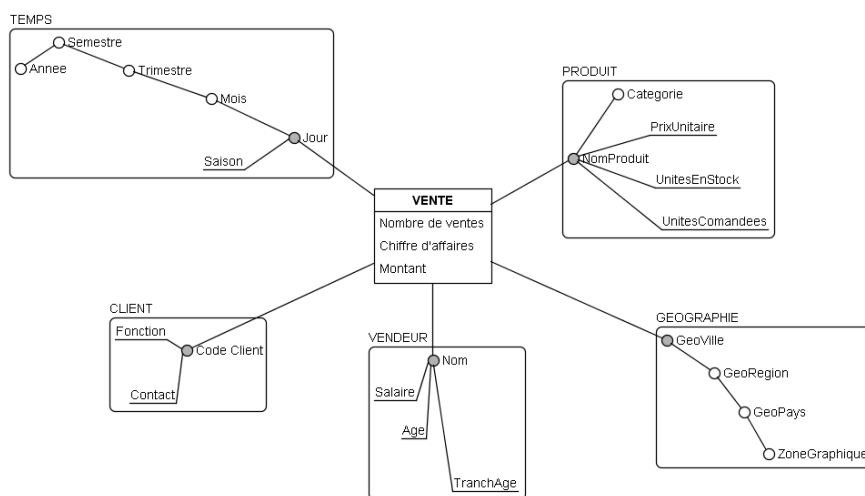 TEMPS
Semestre
Annee
Trimestre
Mois
Jour
Saison
PRODUIT
Categorie
PrixUnitaire
NomProduit
UnitesEnStock
UnitesComandees
VENTE
Nombre de ventes
Chiffre d'affaires
Montant
CLIENT
Fonction
Code Client
Contact
VENDEUR
Nom
Salaire
Age
TranchAge
GEOGRAPHIE
GeoVille
GeoRegion
GeoPays
ZoneGraphique